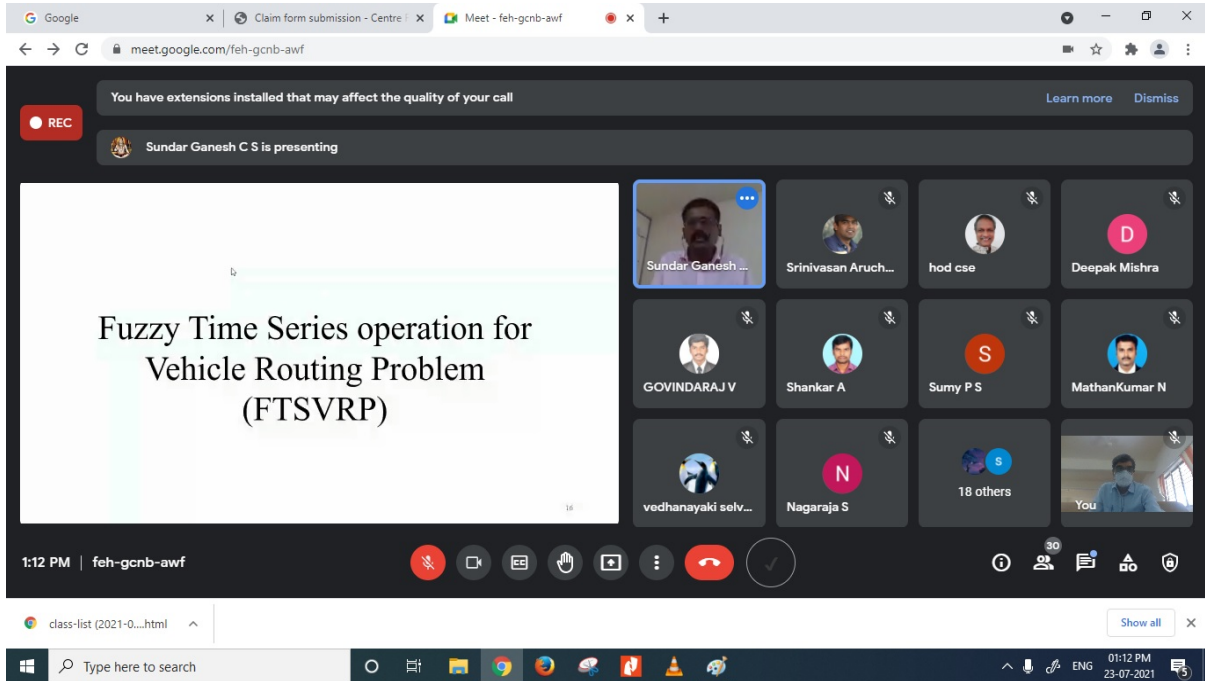 Google
Claim form submission - Centre
Meet - feh-gcnb-awf
meet.google.com/feh-gcnb-awf
You have extensions installed that may affect the quality of your call
Learn more
Dismiss
REC
Sundar Ganesh C S is presenting
Fuzzy Time Series operation for
Vehicle Routing Problem
(FTSVRP)
18
Sundar Ganesh ...
Srinivasan Aruch...
hod cse
D
Deepak Mishra
GOVINDARAJ V
Shankar A
S
Sumy P S
MathanKumar N
vedhanayaki selv...
N
Nagaraja S
S
18 others
You
1:12 PM | feh-gcnb-awf
CC
30
class-list (2021-0....html
Show all
Type here to search
ENG
01:12 PM
23-07-2021
5